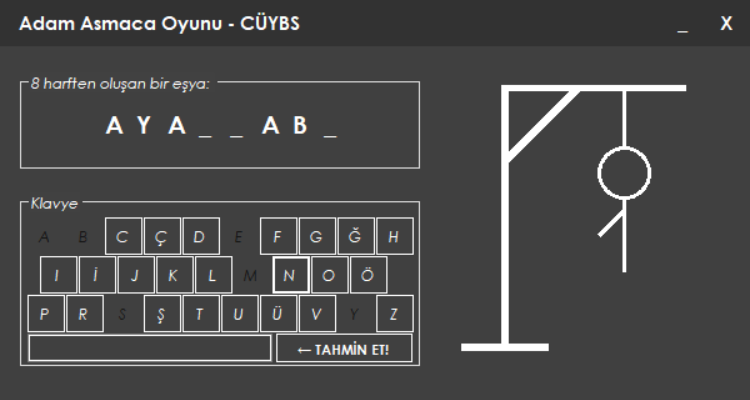 Adam Asmaca Oyunu - CÜYBS _ X
8 harften oluşan bir eşya:
A Y A _ _ A B _
Klavye
A B C Ç D E F G Ğ H
I İ J K L M N O Ö
P R S Ş T U Ü V Y Z
← TAHMİN ET!